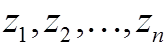 z₁, z₂, ..., zₙ